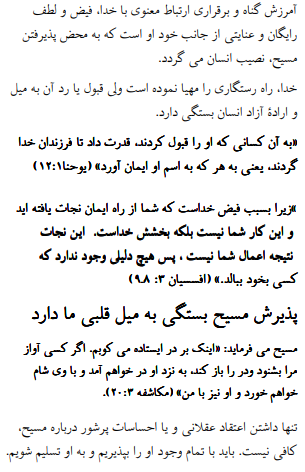 آمرزش گناه و برقراری ارتباط معنوی با خدا، فیض و لطف
رایگان و عنایتی از جانب خود او است که به محض پذیرفتن
مسیح، نصیب انسان می گردد.
خدا، راه رستگاری را مهیا نموده است ولی قبول یا رد آن به میل
و ارادۀ آزاد انسان بستگی دارد.
«به آن کسانی که او را قبول کردند، قدرت داد تا فرزندان خدا
گردند، یعنی به هر که به اسم او ایمان آورد» (یوحنا۱:۱۲)
»زیرا بسبب فیض خداست که شما از راه ایمان نجات یافته اید
و این کار شما نیست بلکه بخشش خداست. این نجات
نتیجه اعمال شما نیست ، پس هیچ دلیلی وجود ندارد که
کسی بخود ببالد.» (افسسیان ۳: ۹،۸)
پذیرش مسیح بستگی به میل قلبی ما دارد
مسیح می فرماید: «اینک بر در ایستاده می کوبم. اگر کسی آواز
مرا بشنود ودر را باز کند، به نزد او در خواهم آمد و با وی شام
خواهم خورد و او نیز با من» (مکاشفه ۲۰:۳).
تنها داشتن اعتقاد عقلانی و یا احساسات پرشور درباره مسیح،
کافی نیست. باید با تمام وجود او را بپذیریم و به او تسلیم شویم.